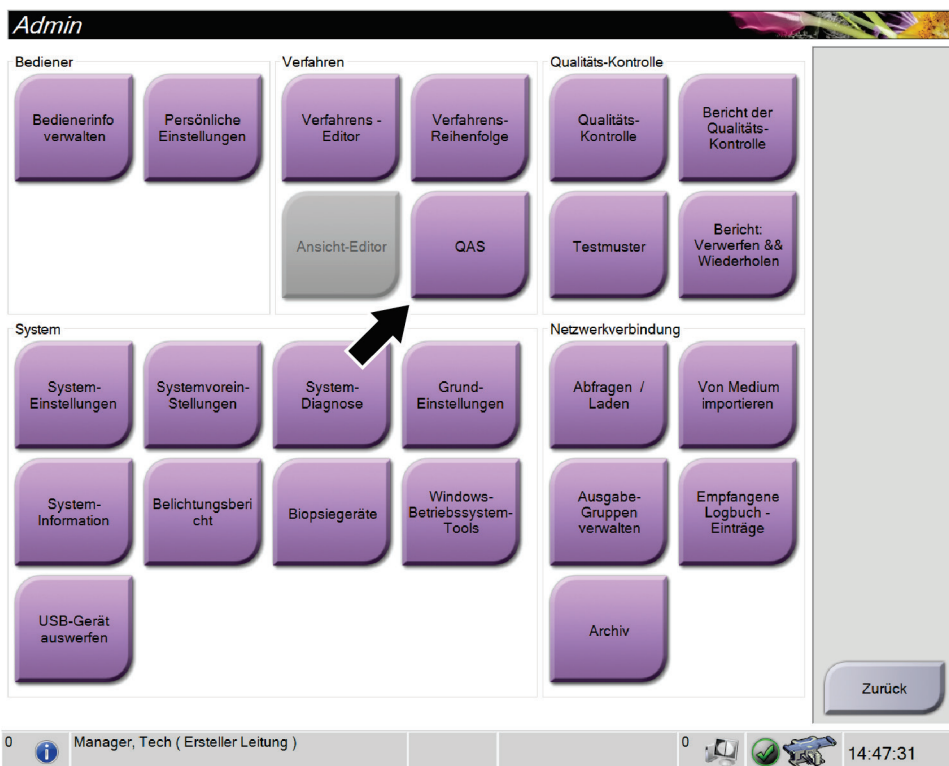 Admin
Bediener
Bedienerinfo
verwalten
Persönliche
Einstellungen
Verfahren
Verfahrens -
Editor
Verfahrens-
Reihenfolge
Ansicht-Editor
QAS
Qualitäts-Kontrolle
Qualitäts-
Kontrolle
Bericht der
Qualitäts-
Kontrolle
Testmuster
Bericht:
Verwerfen &&
Wiederholen
System
System-
Einstellungen
Systemvorein-
Stellungen
System-
Diagnose
Grund-
Einstellungen
System-
Information
Belichtungsberi
cht
Biopsiegeräte
Windows-
Betriebssystem-
Tools
USB-Gerät
auswerfen
Netzwerkverbindung
Abfragen /
Laden
Von Medium
importieren
Ausgabe-
Gruppen
verwalten
Empfangene
Logbuch -
Einträge
Archiv
Zurück
0
Manager, Tech ( Ersteller Leitung )
0
14:47:31